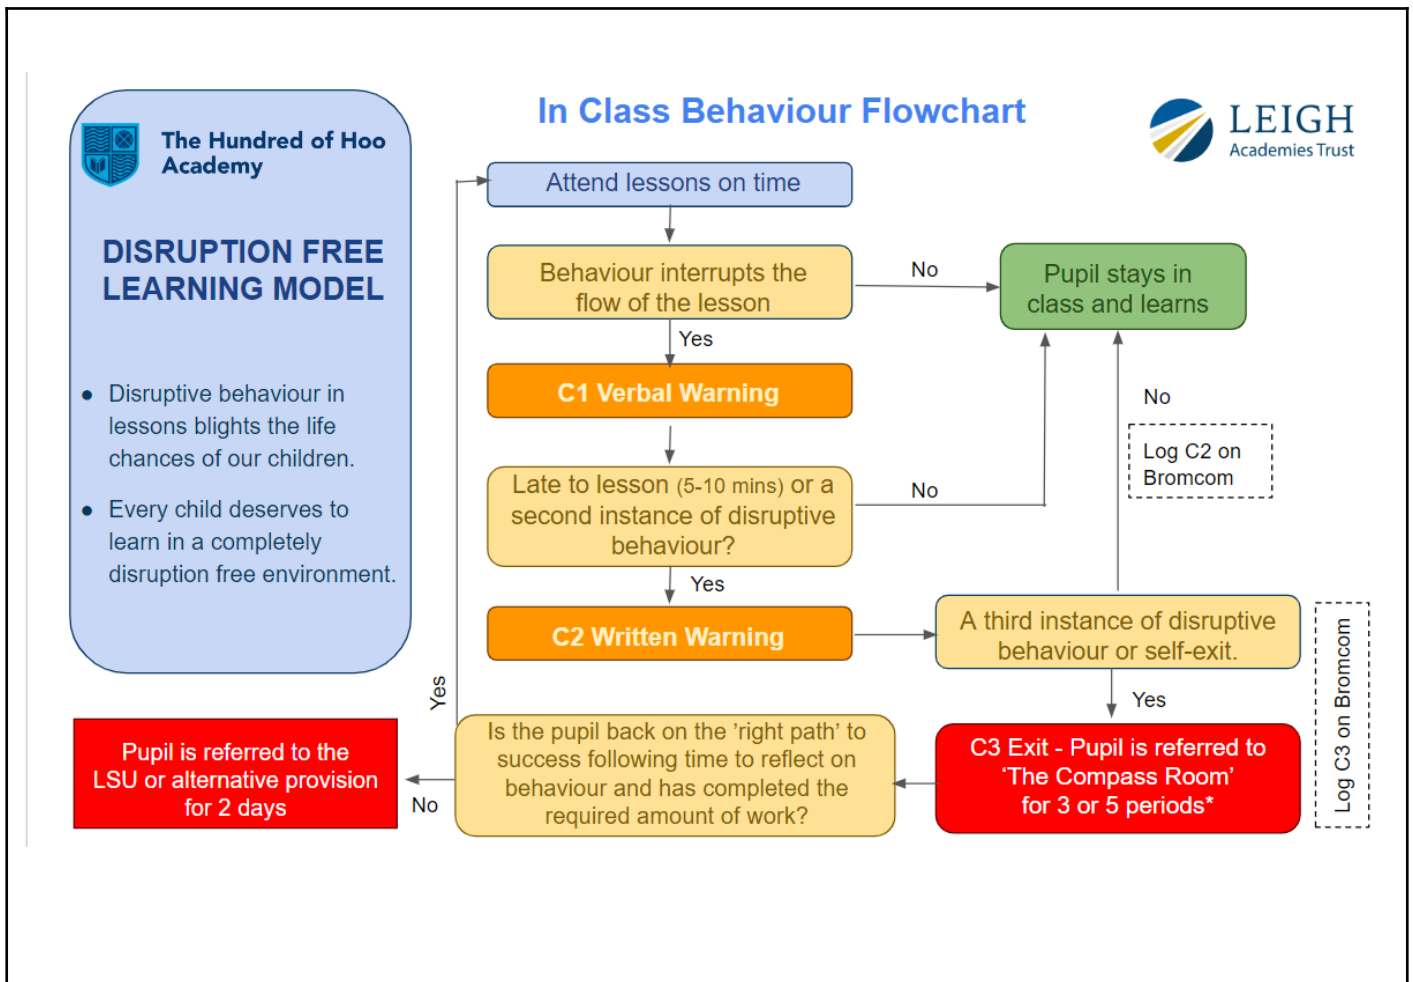 The Hundred of Hoo
Academy
DISRUPTION FREE
LEARNING MODEL
● Disruptive behaviour in
lessons blights the life
chances of our children.
● Every child deserves to
learn in a completely
disruption free environment.
In Class Behaviour Flowchart
LEIGH
Academies Trust
Attend lessons on time
Behaviour interrupts the
flow of the lesson
No
Pupil stays in
class and learns
Yes
C1 Verbal Warning
No
Log C2 on
Bromcom
Late to lesson (5-10 mins) or a
second instance of disruptive
behaviour?
No
Yes
C2 Written Warning
A third instance of disruptive
behaviour or self-exit.
Yes
Log C3 on Bromcom
C3 Exit - Pupil is referred to
‘The Compass Room’
for 3 or 5 periods*
Is the pupil back on the ’right path’ to
success following time to reflect on
behaviour and has completed the
required amount of work?
Yes
No
Pupil is referred to the
LSU or alternative provision
for 2 days